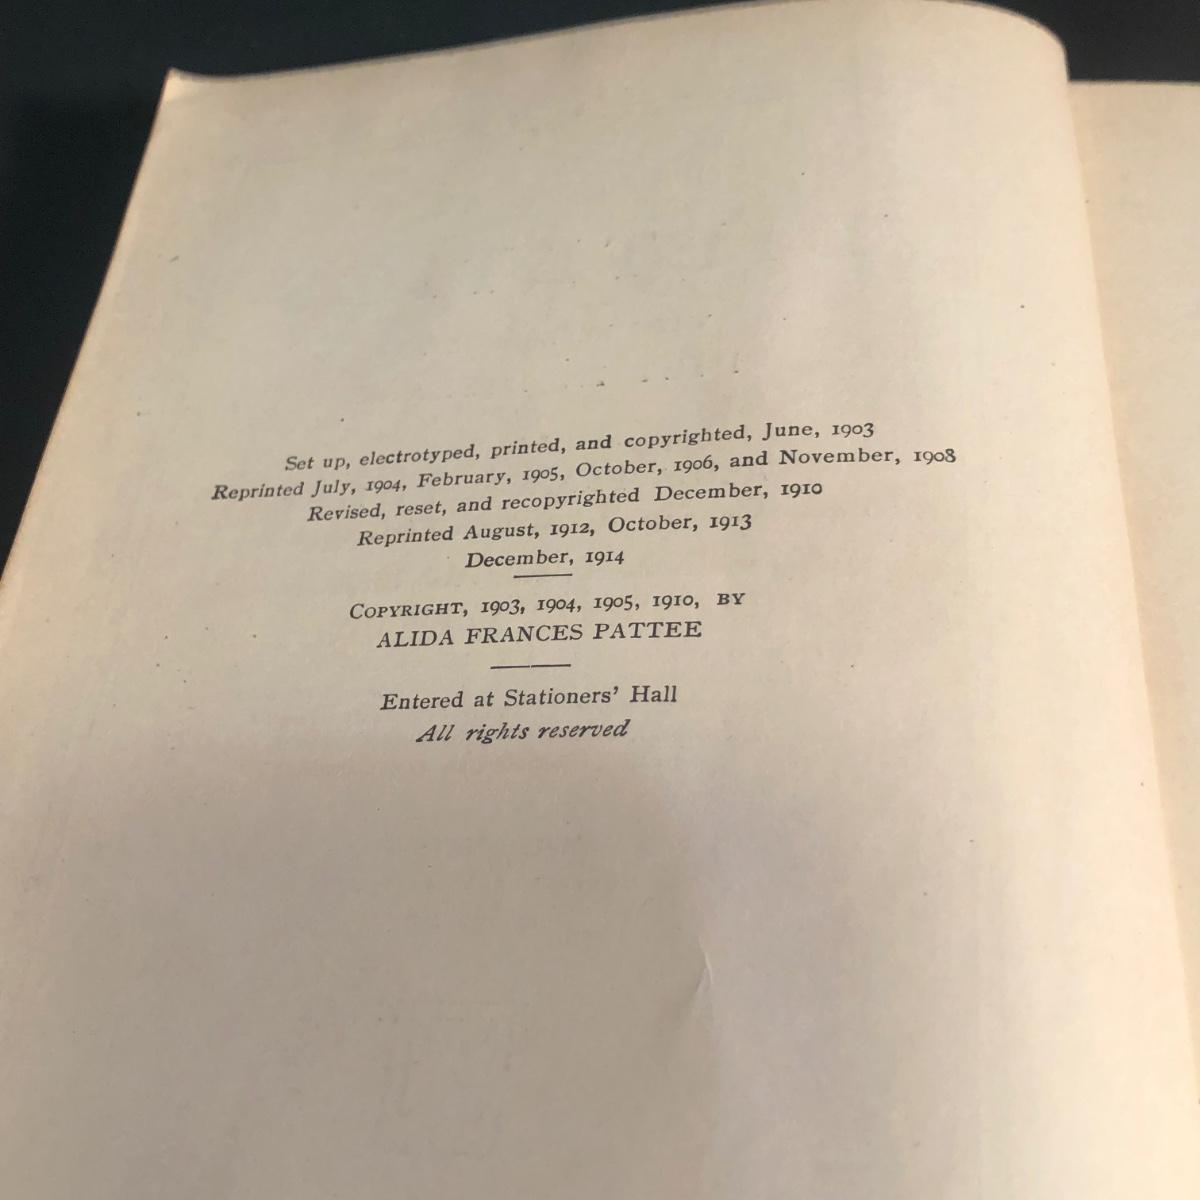 Set up, electrotyped, printed, and copyrighted, June, 1903
Reprinted July, 1904, February, 1905, October, 1906, and November, 1908
Revised, reset, and recopyrighted December, 1910
Reprinted August, 1912, October, 1913
December, 1914
COPYRIGHT, 1903, 1904, 1905, 1910, BY
ALIDA FRANCES PATTEE
Entered at Stationers' Hall
All rights reserved